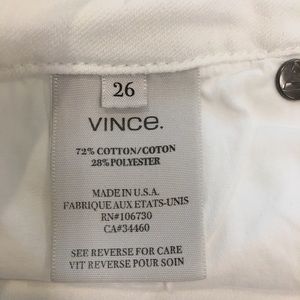 26
VINCE.
72% COTTON/COTON
28% POLYESTER
MADE IN U.S.A.
FABRIQUE AUX ETATS-UNIS
RN#106730
CA#34460
SEE REVERSE FOR CARE
VIT REVERSE POUR SOIN